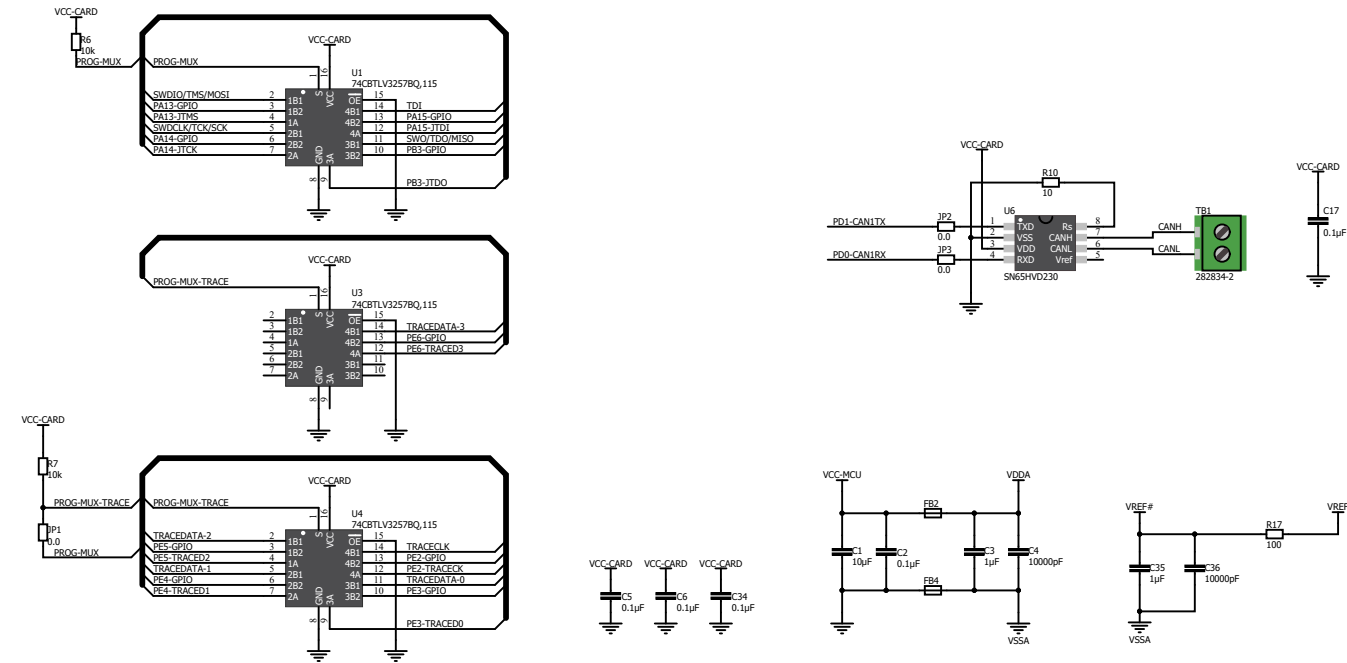 VCC-CARD
R6
10k
PROG-MUX
PROG-MUX
VCC-CARD
U1
74CBTLV3257BQ,115
1
16
S
VCC
SWDIO/TMS/MOSI 2 1B1
PA13-GPIO 3 1B2
PA13-JTMS 4 1A
SWDCLK/TCK/SCK 5 2B1
PA14-GPIO 6 2B2
PA14-JTCK 7 2A
OE 15
4B1 14 TDI
4B2 13 PA15-GPIO
4A 12 PA15-JTDI
3B1 11 SWO/TDO/MISO
3B2 10 PB3-GPIO
GND
3A
8
9
PB3-JTDO
VCC-CARD
PROG-MUX-TRACE
U3
74CBTLV3257BQ,115
1
16
S
VCC
2 1B1
3 1B2
4 1A
5 2B1
6 2B2
7 2A
OE 15
4B1 14 TRACEDATA-3
4B2 13 PE6-GPIO
4A 12 PE6-TRACED3
3B1 11
3B2 10
GND
3A
8
9
VCC-CARD
R7
10k
PROG-MUX-TRACE
JP1
0.0
PROG-MUX
PROG-MUX-TRACE
VCC-CARD
U4
74CBTLV3257BQ,115
1
16
S
VCC
TRACEDATA-2 2 1B1
PE5-GPIO 3 1B2
PE5-TRACED2 4 1A
TRACEDATA-1 5 2B1
PE4-GPIO 6 2B2
PE4-TRACED1 7 2A
OE 15
4B1 14 TRACECLK
4B2 13 PE2-GPIO
4A 12 PE2-TRACECK
3B1 11 TRACEDATA-0
3B2 10 PE3-GPIO
GND
3A
8
9
PE3-TRACED0
VCC-CARD
C5
0.1µF
VCC-CARD
C6
0.1µF
VCC-CARD
C34
0.1µF
VCC-CARD
R10
10
PD1-CAN1TX
JP2
0.0
PD0-CAN1RX
JP3
0.0
U6
1 TXD
2 VSS
3 VDD
4 RXD
Rs 8
CANH 7
CANL 6
Vref 5
SN65HVD230
CANH
CANL
TB1
282834-2
VCC-CARD
C17
0.1µF
VCC-MCU
FB2
VDDA
C1
10µF
C2
0.1µF
C3
1µF
C4
10000pF
FB4
VSSA
VREF#
R17
100
VREF
C35
1µF
C36
10000pF
VSSA